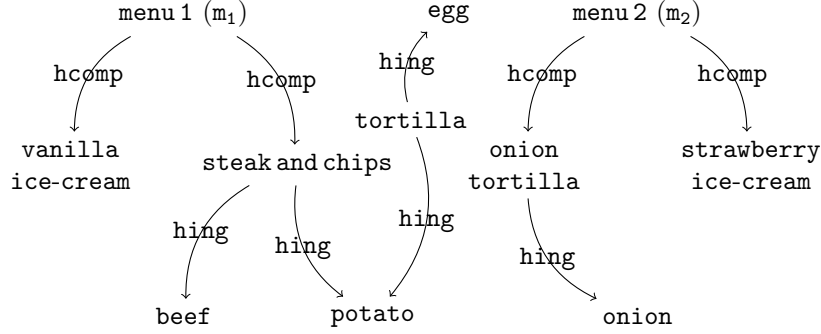 menu 1 (m₁)
egg
menu 2 (m₂)
hing
hcomp
hcomp
hcomp
hcomp
tortilla
vanilla
ice-cream
steak and chips
onion
tortilla
strawberry
ice-cream
hing
hing
hing
hing
beef
potato
onion